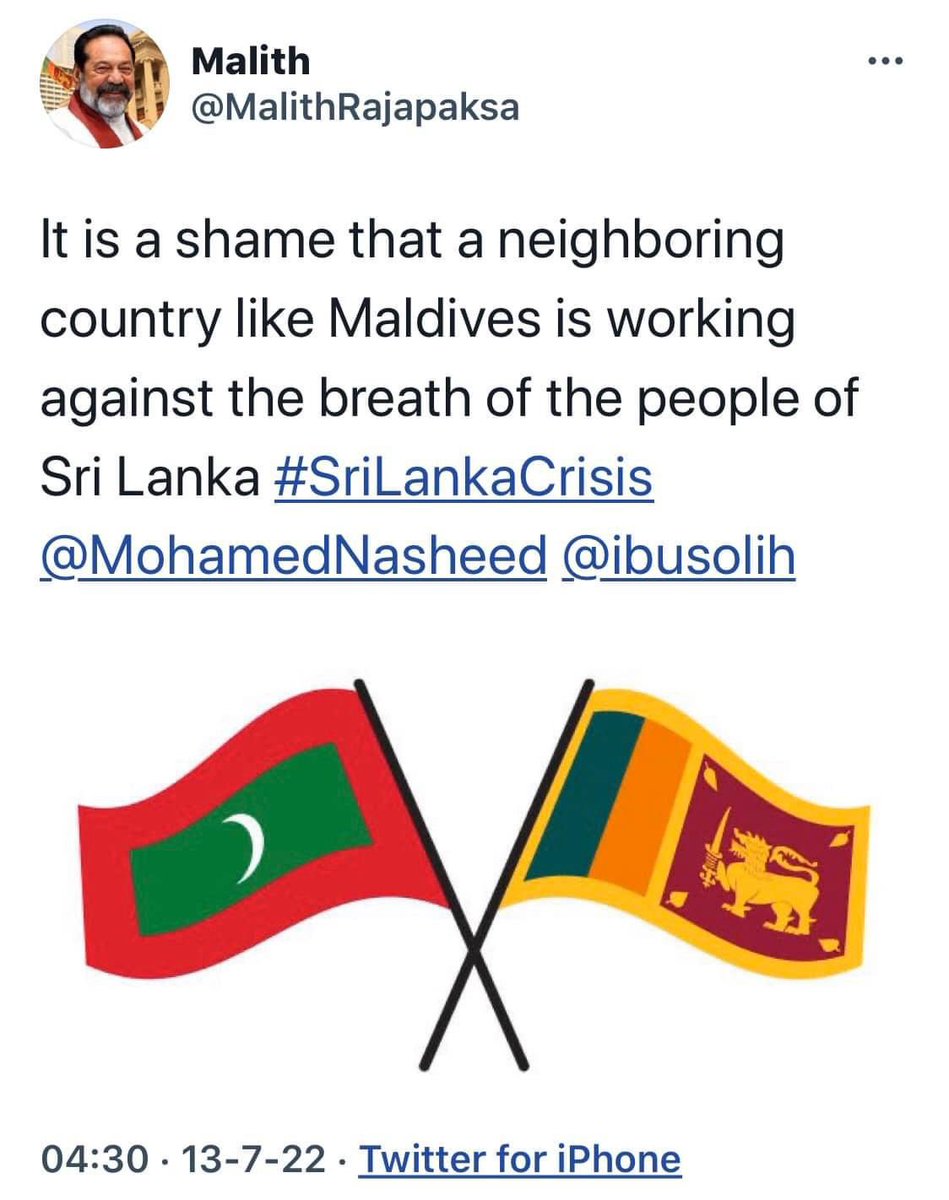 Malith
@MalithRajapaksa
It is a shame that a neighboring
country like Maldives is working
against the breath of the people of
Sri Lanka #SriLankaCrisis
@MohamedNasheed @ibusolih
04:30 · 13-7-22 · Twitter for iPhone